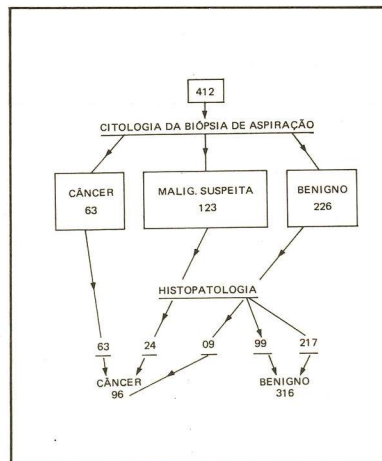 412
CITOLOGIA DA BIÓPSIA DE ASPIRAÇÃO
CÂNCER
63
MALIG. SUSPEITA
123
BENIGNO
226
HISTOPATOLOGIA
63 24 09 99 217
CÂNCER
96
BENIGNO
316